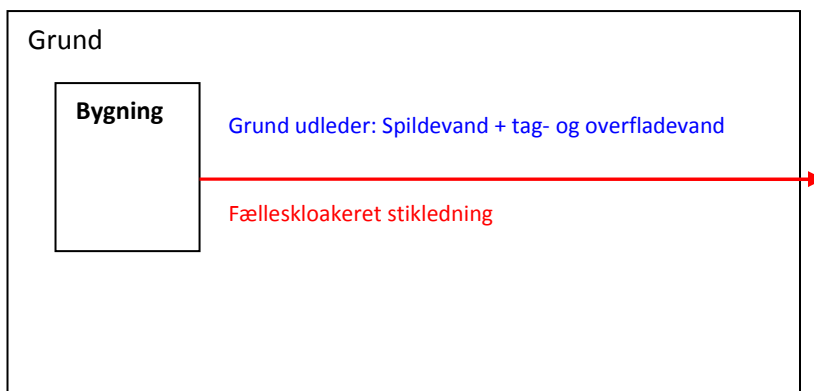 Grund
Bygning
Grund udleder: Spildevand + tag- og overfladevand
Fælleskloakeret stikledning